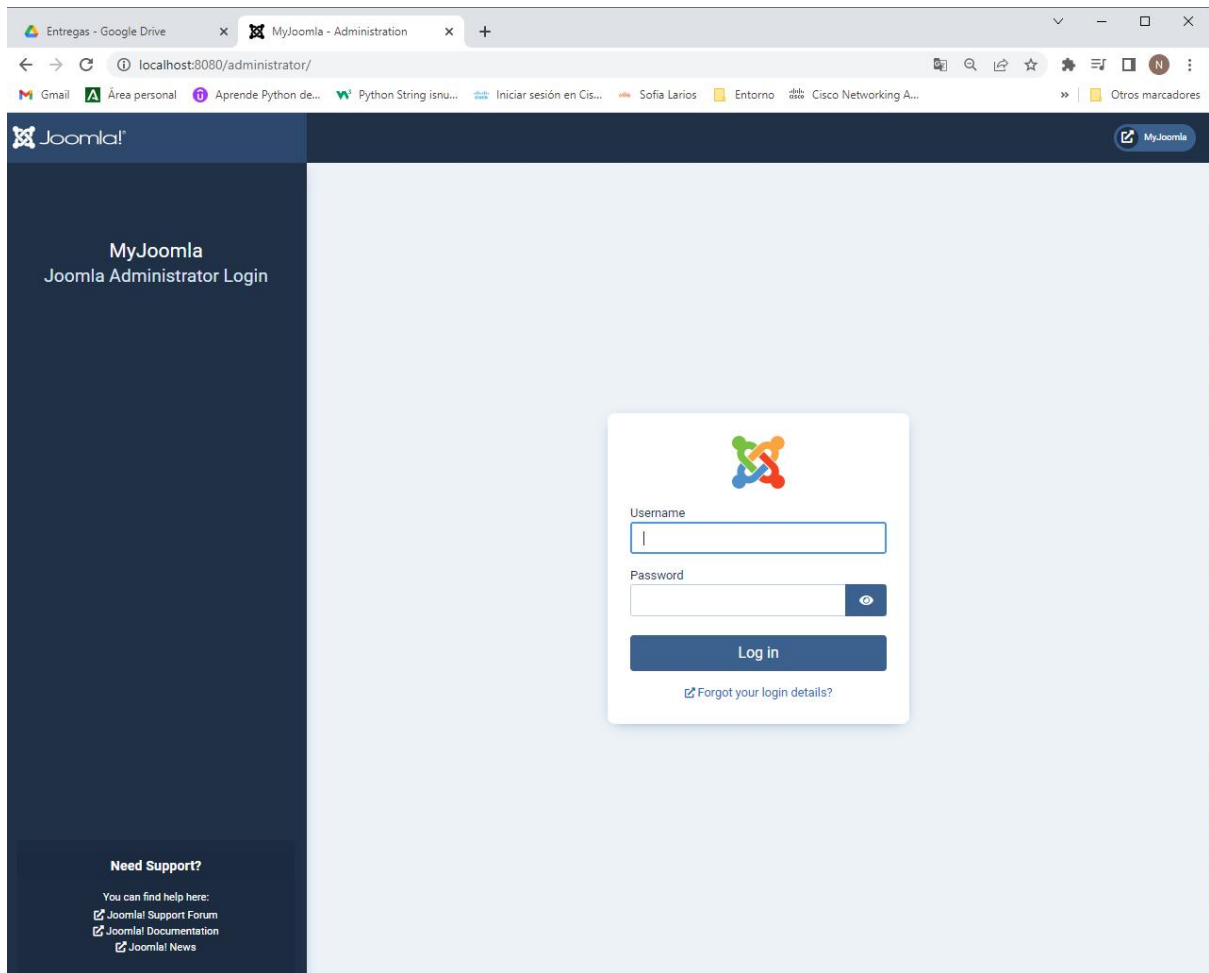 Entregas - Google Drive
MyJoomla - Administration
localhost:8080/administrator/
Gmail
Área personal
Aprende Python de...
Python String isnu...
Iniciar sesión en Cis...
Sofia Larios
Entorno
Cisco Networking A...
»
Otros marcadores
N
Joomla!
MyJoomla
MyJoomla
Joomla Administrator Login
Username
Password
Log in
Forgot your login details?
Need Support?
You can find help here:
Joomla! Support Forum
Joomla! Documentation
Joomla! News